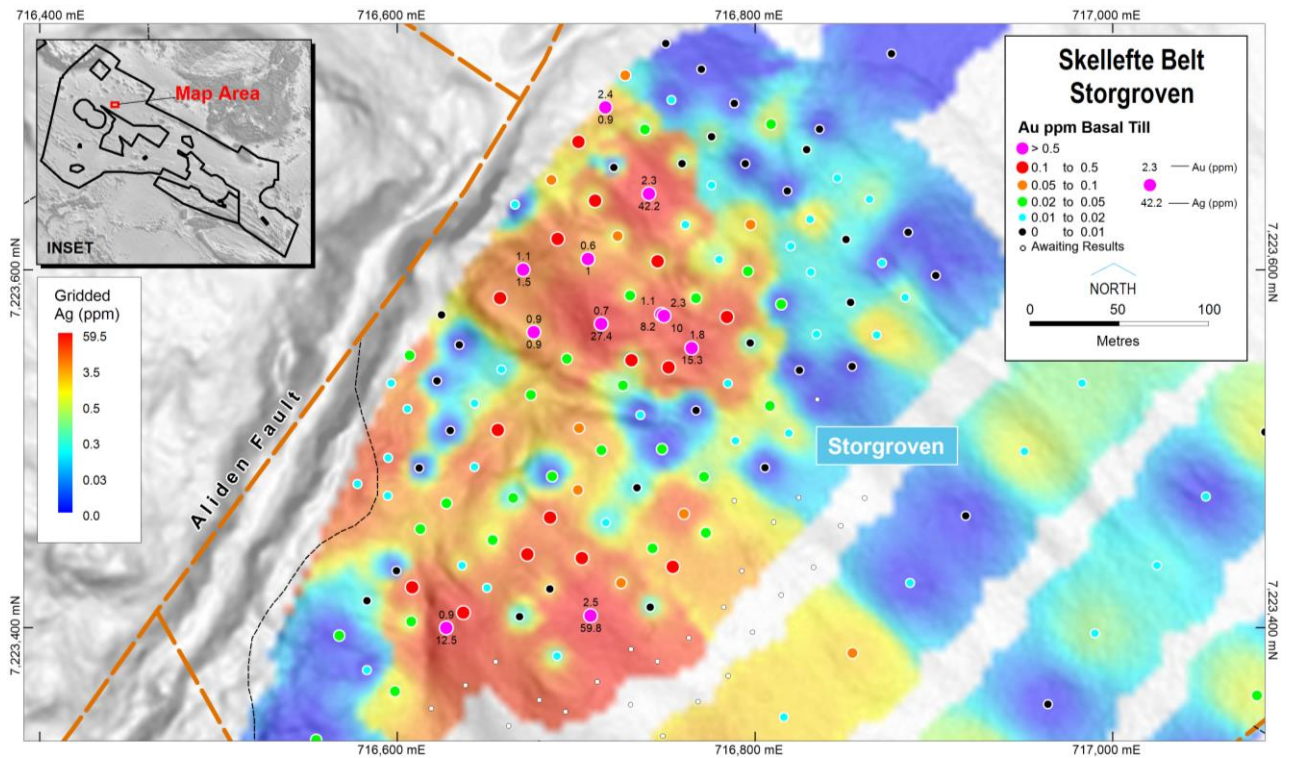 716,400 mE
716,600 mE
716,800 mE
717,000 mE
Map Area
INSET
Skellefte Belt
Storgroven
Au ppm Basal Till
> 0.5
0.1 to 0.5
0.05 to 0.1
0.02 to 0.05
0.01 to 0.02
0 to 0.01
Awaiting Results
2.3 Au (ppm)
42.2 Ag (ppm)
NORTH
0 50 100
Metres
7,223,600 mN
7,223,600 mN
Gridded
Ag (ppm)
59.5
3.5
0.5
0.3
0.03
0.0
2.4
0.9
2.3
42.2
0.6
1
1.1
1.5
1.1 2.3
8.2 10
0.7
27.4
0.9
0.9
1.8
15.3
Aliden Fault
Storgroven
0.9
12.5
2.5
59.8
7,223,400 mN
7,223,400 mN
716,600 mE
716,800 mE
717,000 mE